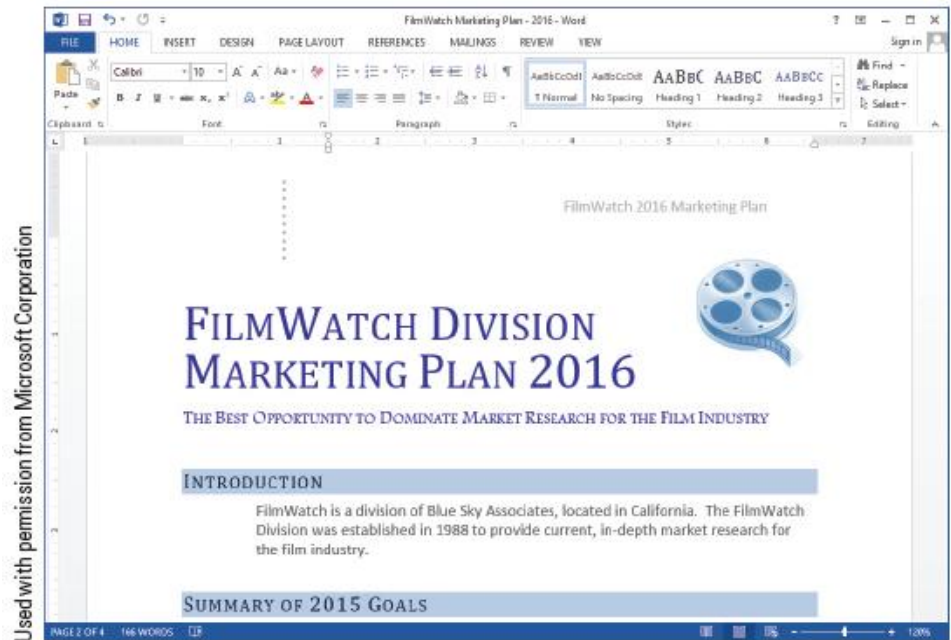 FilmWatch Marketing Plan - 2016 - Word
FILE HOME INSERT DESIGN PAGE LAYOUT REFERENCES MAILINGS REVIEW VIEW Sign in
Paste
Calibri 10
Find
Replace
Select
AaBbCcDdI AaBbCcDdI AABBC AABBC AABBCC
¶ Normal No Spacing Heading 1 Heading 2 Heading 3
Clipboard Font Paragraph Styles Editing
FilmWatch 2016 Marketing Plan
FILMWATCH DIVISION
MARKETING PLAN 2016
THE BEST OPPORTUNITY TO DOMINATE MARKET RESEARCH FOR THE FILM INDUSTRY
INTRODUCTION
FilmWatch is a division of Blue Sky Associates, located in California. The FilmWatch
Division was established in 1988 to provide current, in-depth market research for
the film industry.
SUMMARY OF 2015 GOALS
PAGE 2 OF 4 166 WORDS 120%
Used with permission from Microsoft Corporation